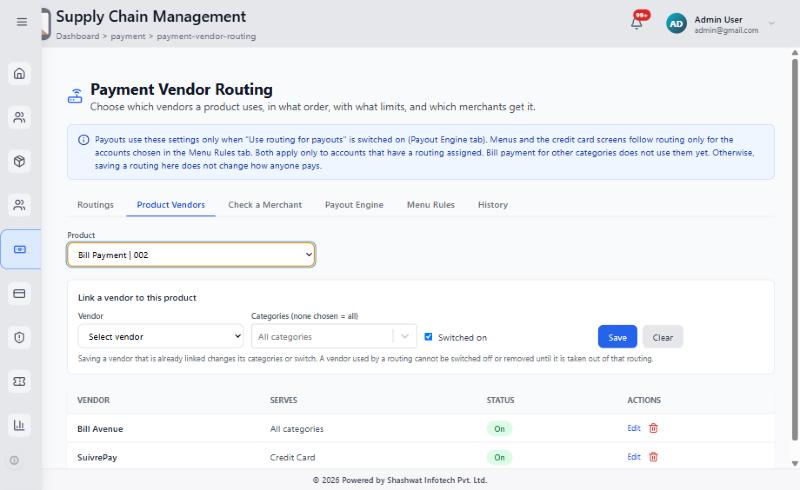 Supply Chain Management
Dashboard > payment > payment-vendor-routing
99+
AD
Admin User
admin@gmail.com
Payment Vendor Routing
Choose which vendors a product uses, in what order, with what limits, and which merchants get it.
Payouts use these settings only when "Use routing for payouts" is switched on (Payout Engine tab). Menus and the credit card screens follow routing only for the
accounts chosen in the Menu Rules tab. Both apply only to accounts that have a routing assigned. Bill payment for other categories does not use them yet. Otherwise,
saving a routing here does not change how anyone pays.
Routings Product Vendors Check a Merchant Payout Engine Menu Rules History
Product
Bill Payment | 002
Link a vendor to this product
Vendor Categories (none chosen = all)
Select vendor All categories Switched on Save Clear
Saving a vendor that is already linked changes its categories or switch. A vendor used by a routing cannot be switched off or removed until it is taken out of that routing.
VENDOR SERVES STATUS ACTIONS
Bill Avenue All categories On Edit
SuivrePay Credit Card On Edit
© 2026 Powered by Shashwat Infotech Pvt. Ltd.